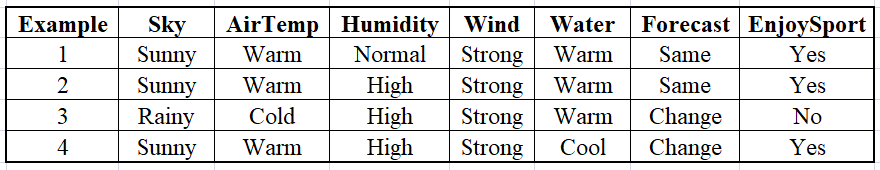 Example Sky AirTemp Humidity Wind Water Forecast EnjoySport
1 Sunny Warm Normal Strong Warm Same Yes
2 Sunny Warm High Strong Warm Same Yes
3 Rainy Cold High Strong Warm Change No
4 Sunny Warm High Strong Cool Change Yes